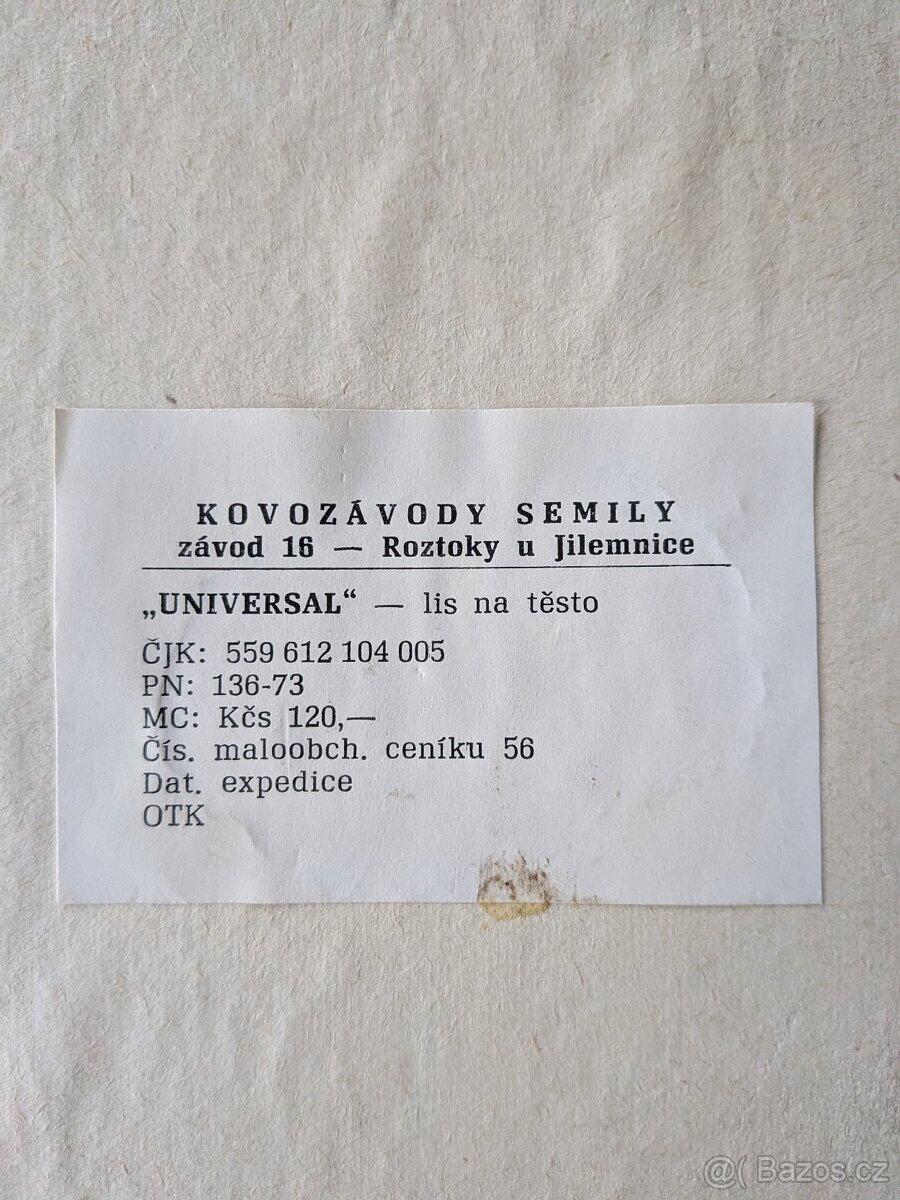 KOVOZÁVODY SEMILY
závod 16 — Roztoky u Jilemnice
„UNIVERSAL“ — lis na těsto
ČJK: 559 612 104 005
PN: 136-73
MC: Kčs 120,—
Čís. maloobch. ceníku 56
Dat. expedice
OTK
@( Bazos.cz